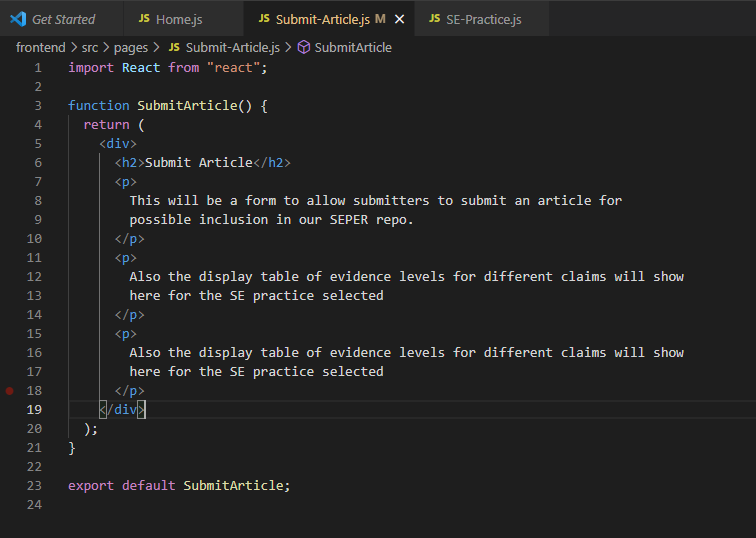 Get Started JS Home.js JS Submit-Article.js M JS SE-Practice.js
frontend > src > pages > JS Submit-Article.js > SubmitArticle
1 import React from "react";
2
3 function SubmitArticle() {
4 return (
5 <div>
6 <h2>Submit Article</h2>
7 <p>
8 This will be a form to allow submitters to submit an article for
9 possible inclusion in our SEPER repo.
10 </p>
11 <p>
12 Also the display table of evidence levels for different claims will show
13 here for the SE practice selected
14 </p>
15 <p>
16 Also the display table of evidence levels for different claims will show
17 here for the SE practice selected
18 </p>
19 </div>
20 );
21 }
22
23 export default SubmitArticle;
24